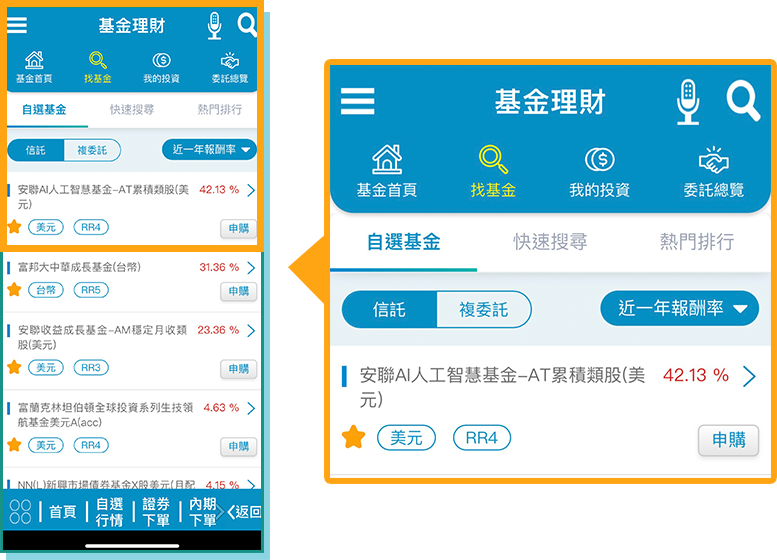 基金理財
基金首頁 找基金 我的投資 委託總覽
自選基金 快速搜尋 熱門排行
信託 複委託 近一年報酬率
安聯AI人工智慧基金-AT累積類股(美
元)
42.13 %
美元 RR4 申購
富邦大中華成長基金(台幣) 31.36 %
台幣 RR5 申購
安聯收益成長基金-AM穩定月收類
股(美元)
23.36 %
美元 RR3 申購
富蘭克林坦伯頓全球投資系列生技領
航基金美元A(acc)
4.63 %
美元 RR4 申購
NN(L)新興市場債券基金X股美元(月配
4.15 %
首頁 自選
行情
證券
下單
內期
下單
返回
基金理財
基金首頁 找基金 我的投資 委託總覽
自選基金 快速搜尋 熱門排行
信託 複委託 近一年報酬率
安聯AI人工智慧基金-AT累積類股(美
元)
42.13 %
美元 RR4 申購